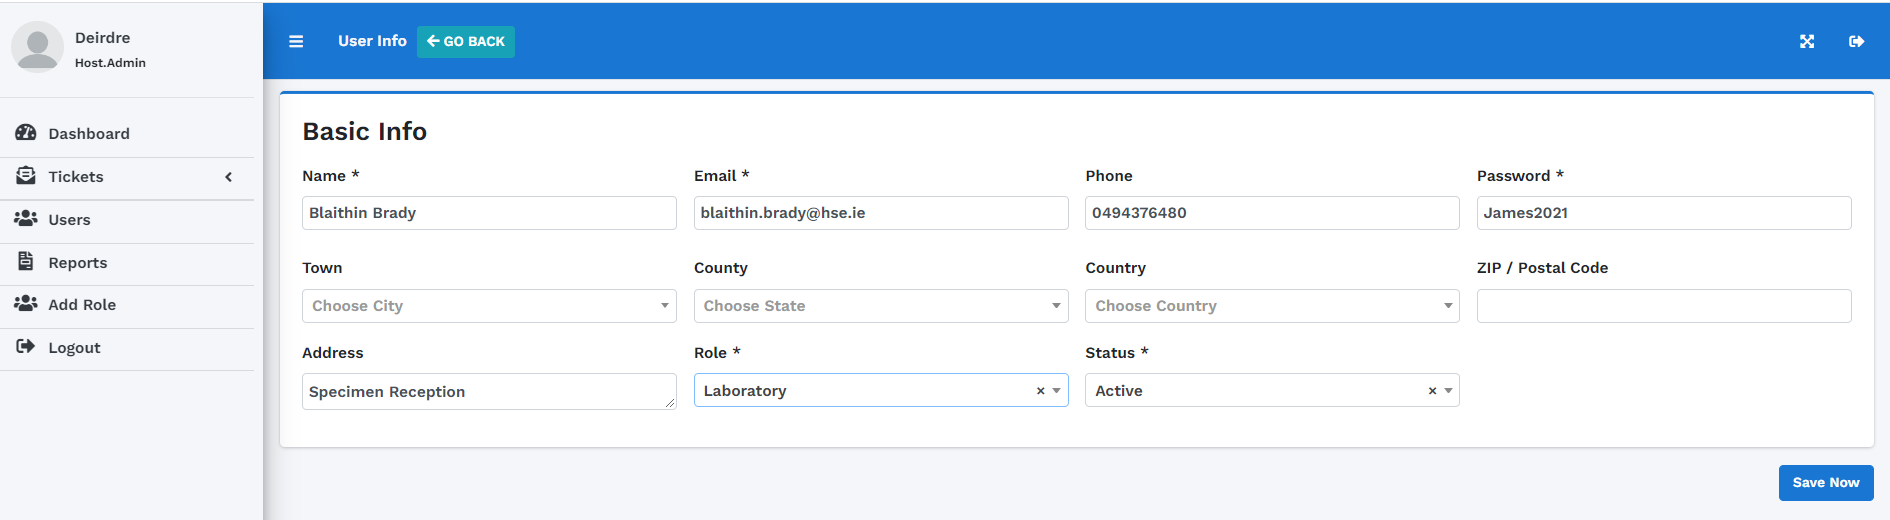 Deirdre
Host.Admin
Dashboard
Tickets
Users
Reports
Add Role
Logout
User Info
GO BACK
Basic Info
Name * Email * Phone Password *
Blaithin Brady blaithin.brady@hse.ie 0494376480 James2021
Town County Country ZIP / Postal Code
Choose City Choose State Choose Country
Address Role * Status *
Specimen Reception Laboratory × Active ×
Save Now